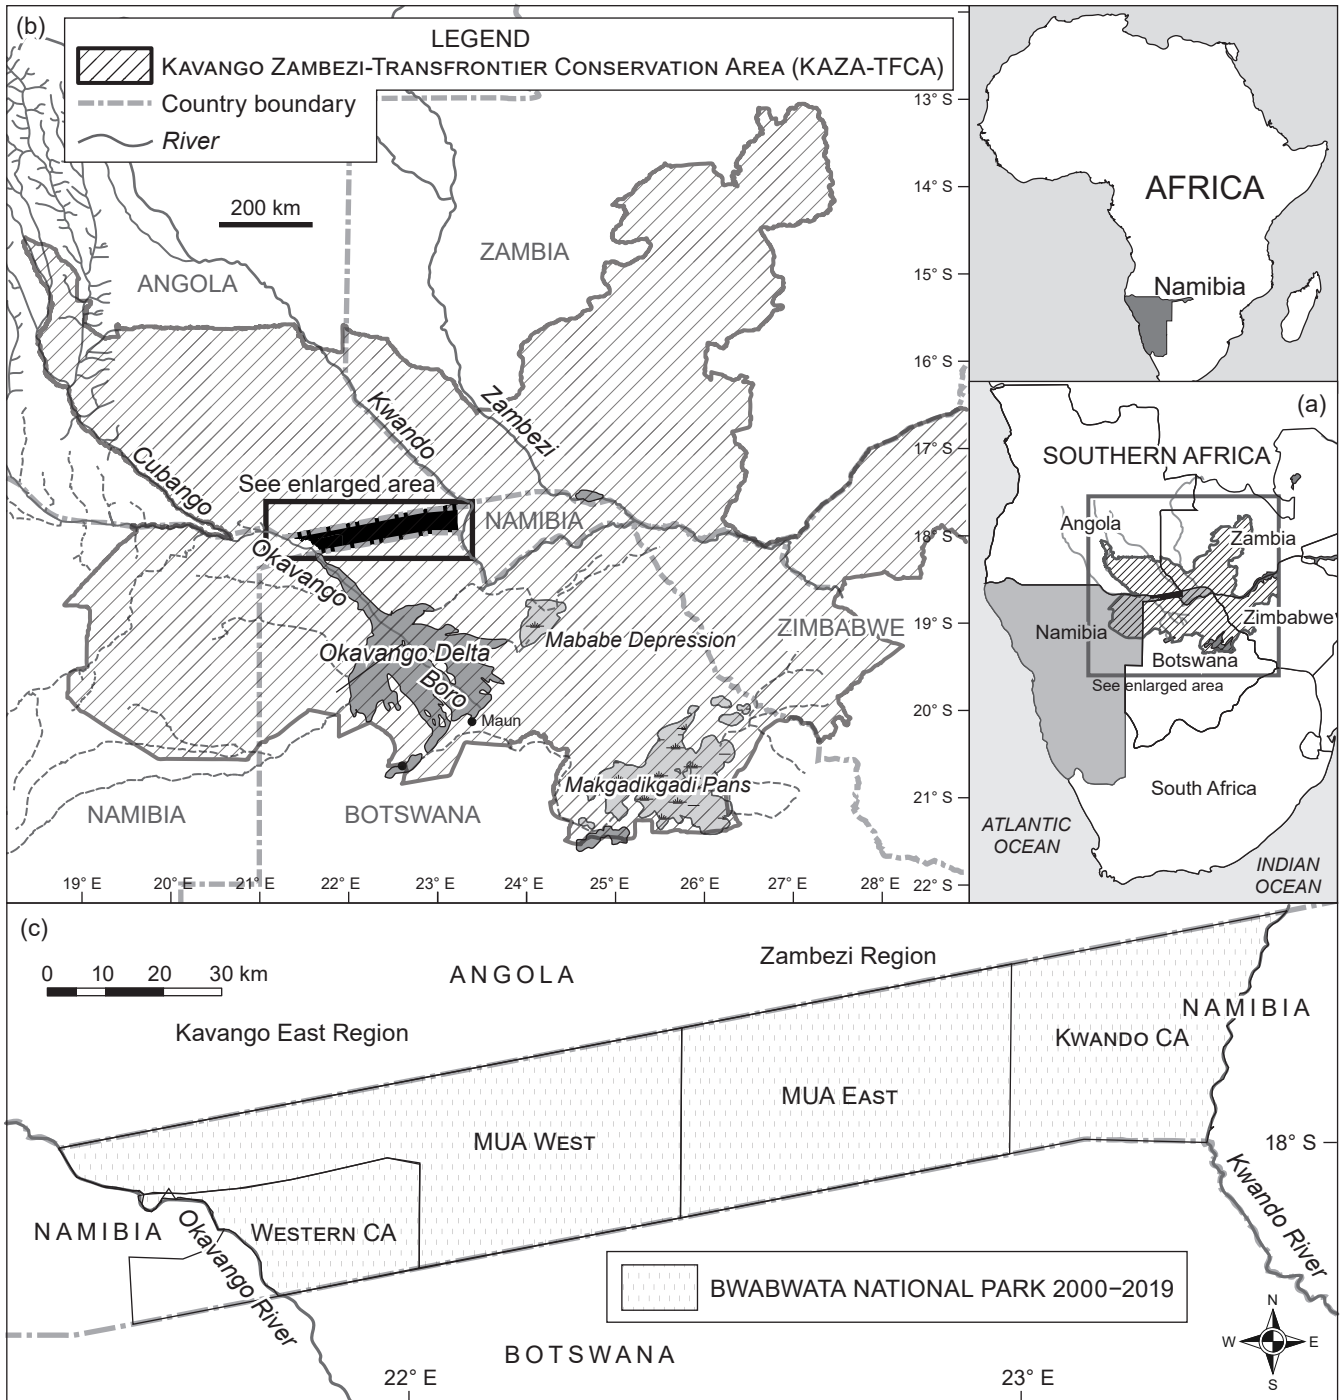 (b)
LEGEND
KAVANGO ZAMBEZI-TRANSFRONTIER CONSERVATION AREA (KAZA-TFCA)
Country boundary
River
200 km
ANGOLA
ZAMBIA
Kwando
Zambezi
Cubango
See enlarged area
NAMIBIA
Okavango
Okavango Delta
Boro
Mababe Depression
ZIMBABWE
Maun
Makgadikgadi Pans
NAMIBIA
BOTSWANA
13° S
14° S
15° S
16° S
17° S
18° S
19° S
20° S
21° S
22° S
19° E
20° E
21° E
22° E
23° E
24° E
25° E
26° E
27° E
28° E
AFRICA
Namibia
(a)
SOUTHERN AFRICA
Angola
Zambia
Namibia
Zimbabwe
Botswana
See enlarged area
South Africa
ATLANTIC
OCEAN
INDIAN
OCEAN
(c)
0 10 20 30 km
ANGOLA
Zambezi Region
Kavango East Region
NAMIBIA
KWANDO CA
MUA EAST
MUA WEST
18° S
NAMIBIA
Okavango River
WESTERN CA
Kwando River
BWABWATA NATIONAL PARK 2000–2019
BOTSWANA
22° E
23° E
N
W
E
S